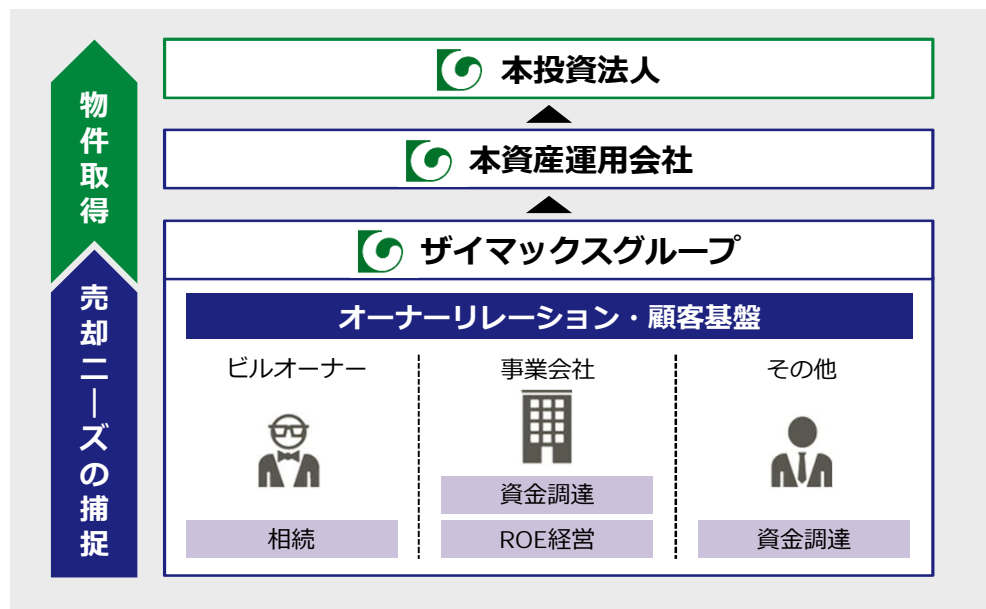 物件取得
売却ニーズの捕捉
本投資法人
本資産運用会社
ザイマックスグループ
オーナーリレーション・顧客基盤
ビルオーナー
相続
事業会社
資金調達
ROE経営
その他
資金調達